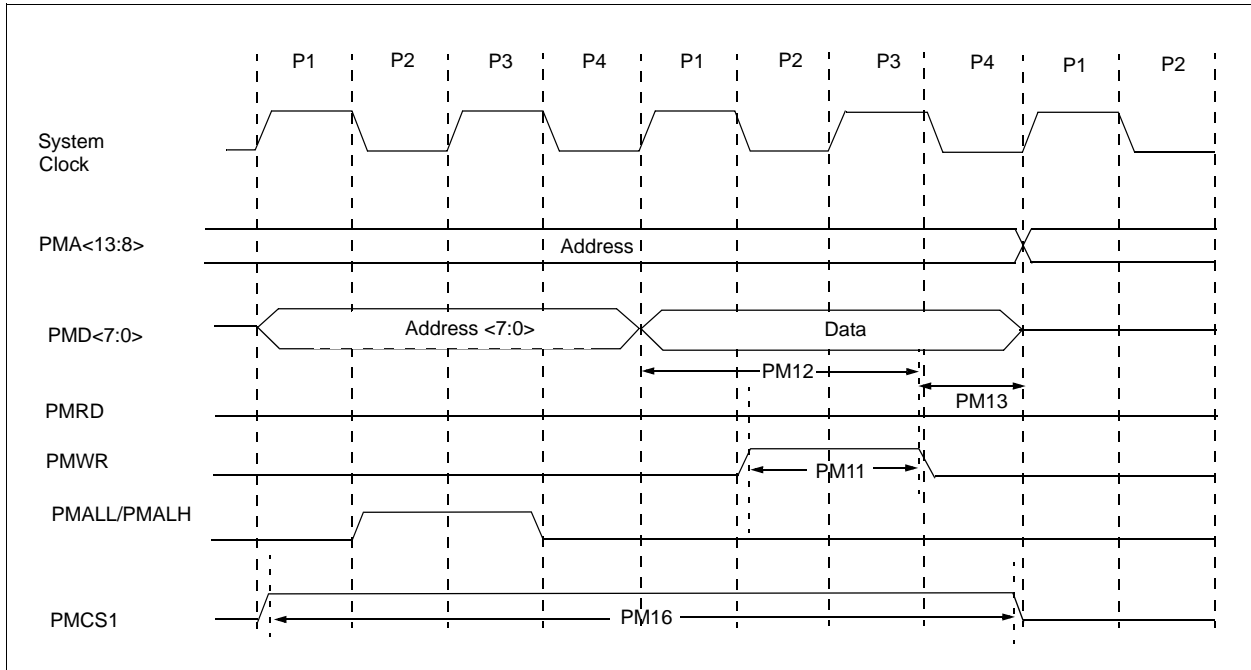 P1 P2 P3 P4 P1 P2 P3 P4 P1 P2
System
Clock
PMA<13:8>
Address
PMD<7:0>
Address <7:0>
Data
PM12
PM13
PMRD
PMWR
PM11
PMALL/PMALH
PMCS1
PM16